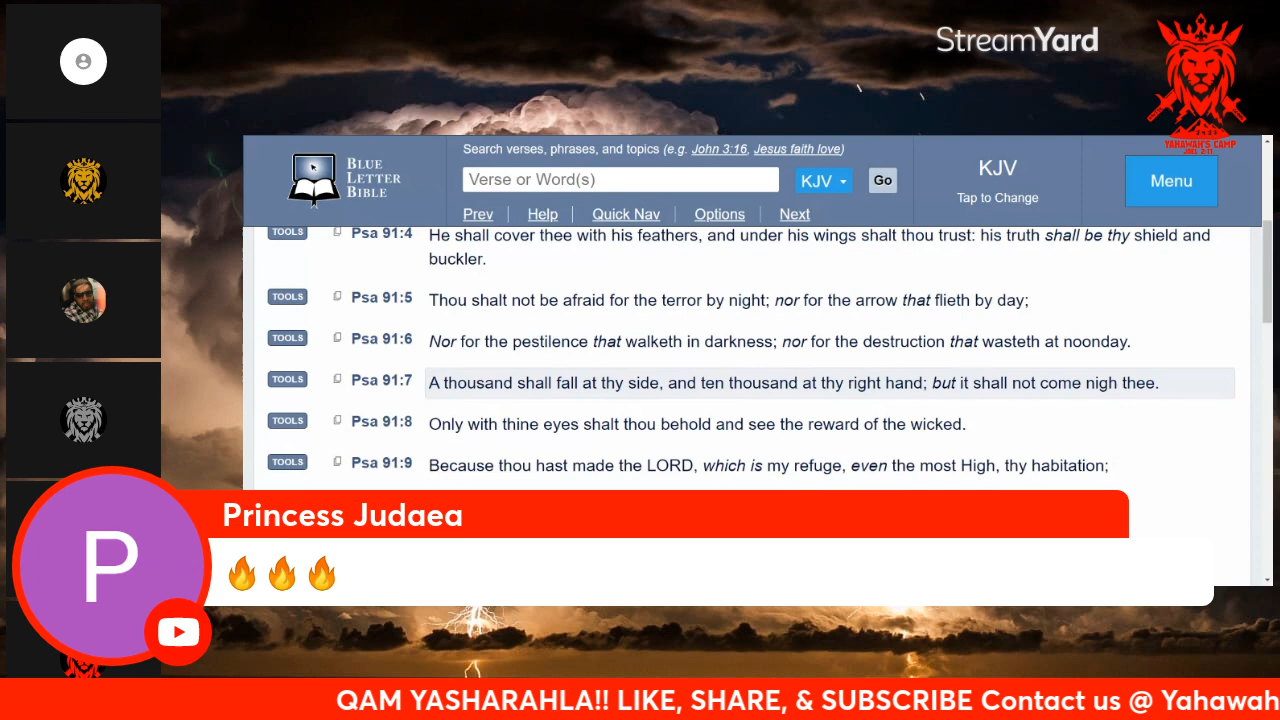 StreamYard
YAHAWAH'S CAMP
JOEL 2:11
BLUE
LETTER
BIBLE
Search verses, phrases, and topics (e.g. John 3:16, Jesus faith love)
Verse or Word(s)
KJV
Go
Prev
Help
Quick Nav
Options
Next
KJV
Tap to Change
Menu
TOOLS Psa 91:4 He shall cover thee with his feathers, and under his wings shalt thou trust: his truth shall be thy shield and
buckler.
TOOLS Psa 91:5 Thou shalt not be afraid for the terror by night; nor for the arrow that flieth by day;
TOOLS Psa 91:6 Nor for the pestilence that walketh in darkness; nor for the destruction that wasteth at noonday.
TOOLS Psa 91:7 A thousand shall fall at thy side, and ten thousand at thy right hand; but it shall not come nigh thee.
TOOLS Psa 91:8 Only with thine eyes shalt thou behold and see the reward of the wicked.
TOOLS Psa 91:9 Because thou hast made the LORD, which is my refuge, even the most High, thy habitation;
P
Princess Judaea
🔥🔥🔥
QAM YASHARAHLA!! LIKE, SHARE, & SUBSCRIBE Contact us @ Yahawah